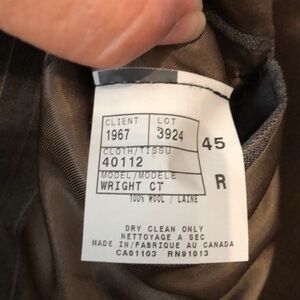 CLIENT LOT
1967 3924 45
CLOTH/TISSU
40112
MODEL/MODELE
WRIGHT CT R
100% WOOL / LAINE
DRY CLEAN ONLY
NETTOYAGE A SEC
MADE IN/FABRIQUE AU CANADA
CA01103 RN91013